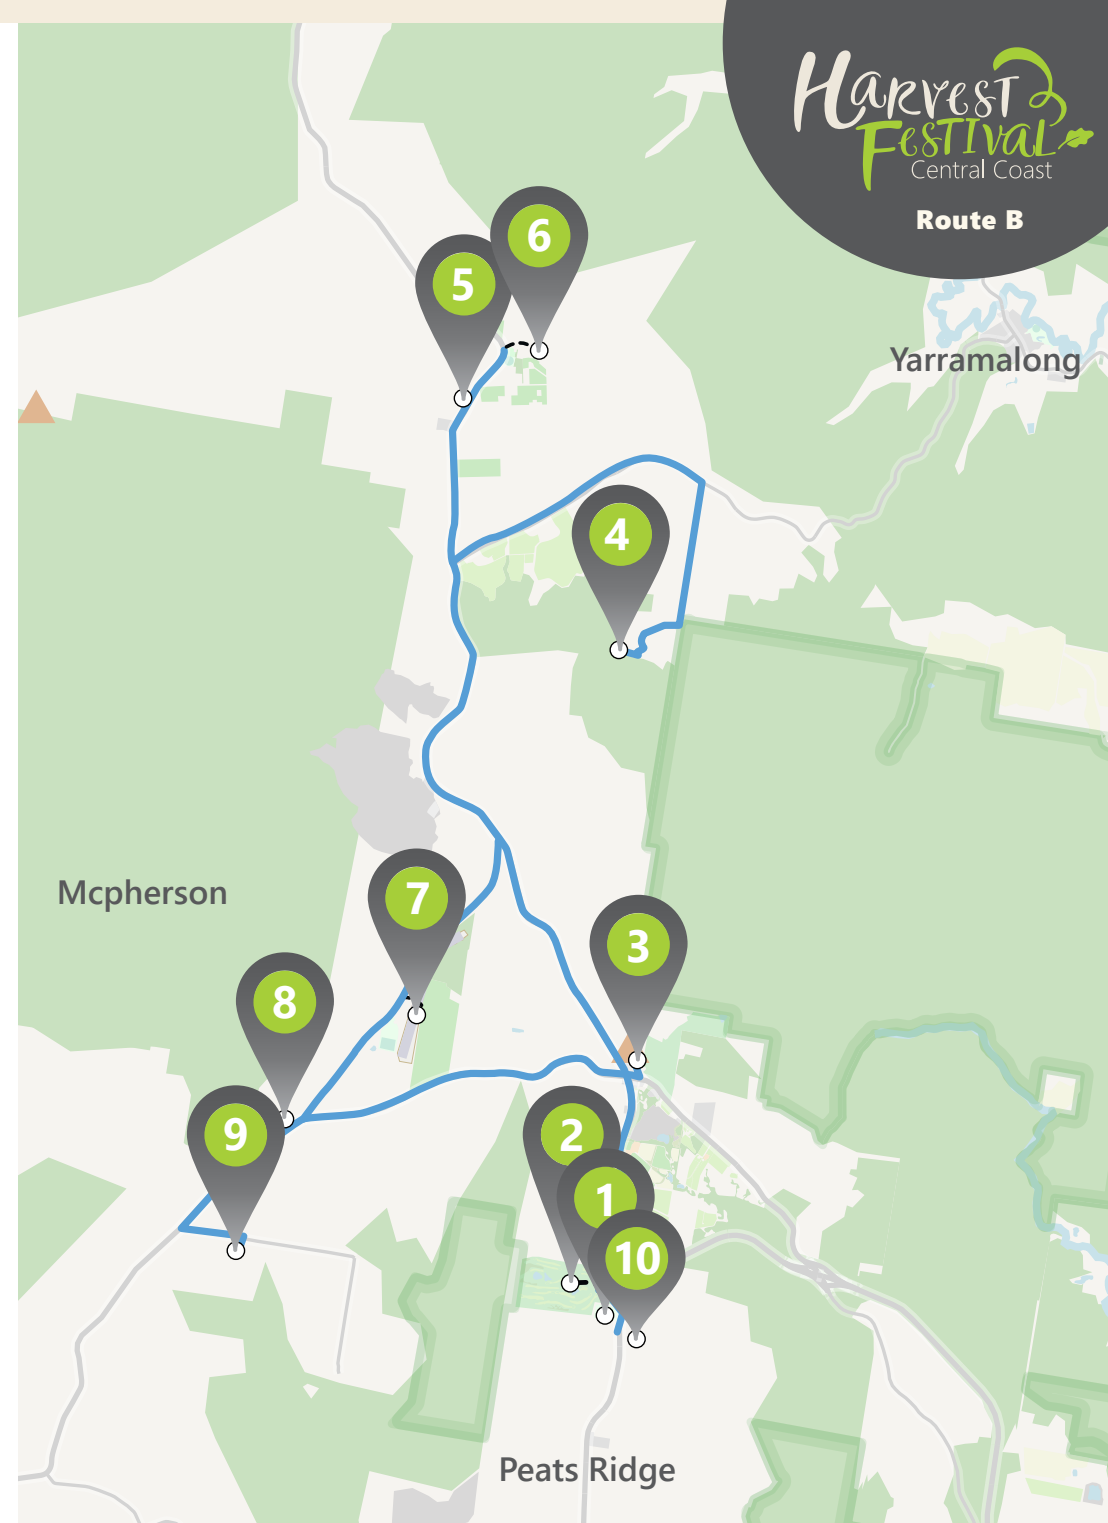 Harvest
Festival
Central Coast
Route B
6
5
Yarramalong
4
Mcpherson
7
3
8
9
2
1
10
Peats Ridge